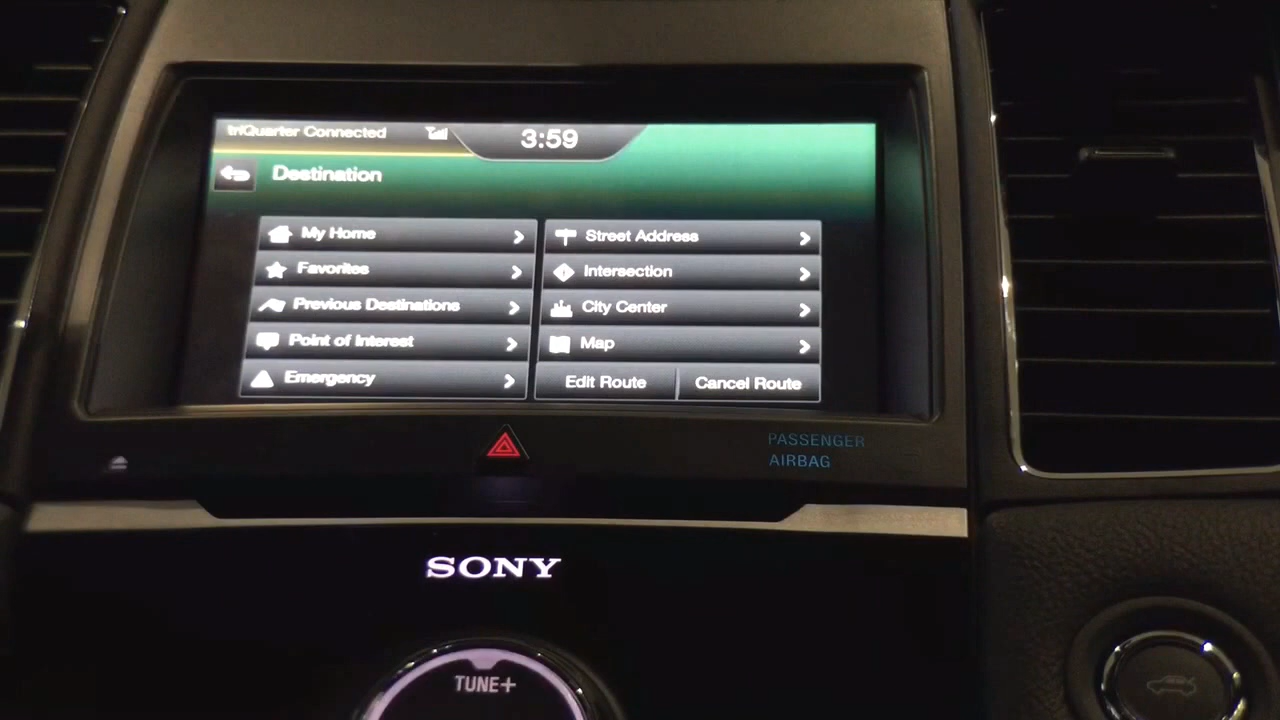 triQuarter Connected
3:59
Destination
My Home
Street Address
Favorites
Intersection
Previous Destinations
City Center
Point of Interest
Map
Emergency
Edit Route
Cancel Route
PASSENGER
AIRBAG
SONY
TUNE+